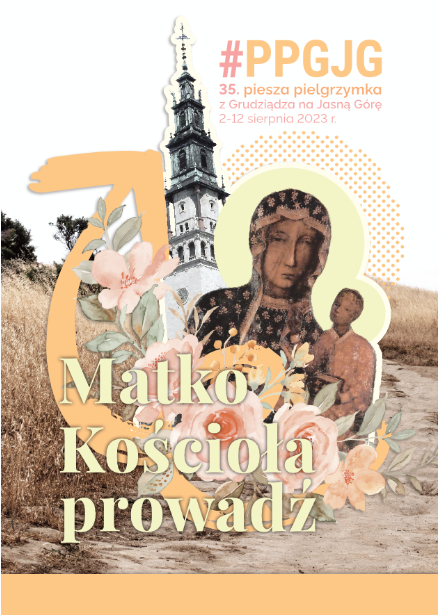 #PPGJG
35. piesza pielgrzymka
z Grudziądza na Jasną Górę
2-12 sierpnia 2023 r.
Matko
Kościoła
prowadź